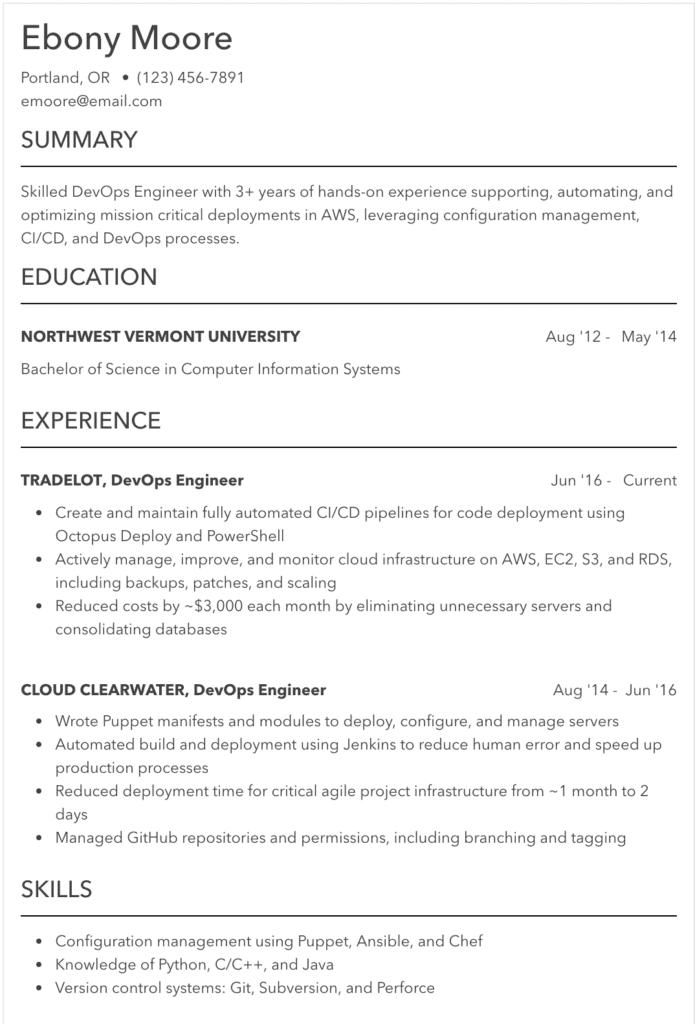 Ebony Moore
Portland, OR • (123) 456-7891
emoore@email.com
SUMMARY
Skilled DevOps Engineer with 3+ years of hands-on experience supporting, automating, and
optimizing mission critical deployments in AWS, leveraging configuration management,
CI/CD, and DevOps processes.
EDUCATION
NORTHWEST VERMONT UNIVERSITY Aug '12 - May '14
Bachelor of Science in Computer Information Systems
EXPERIENCE
TRADELOT, DevOps Engineer Jun '16 - Current
• Create and maintain fully automated CI/CD pipelines for code deployment using
Octopus Deploy and PowerShell
• Actively manage, improve, and monitor cloud infrastructure on AWS, EC2, S3, and RDS,
including backups, patches, and scaling
• Reduced costs by ~$3,000 each month by eliminating unnecessary servers and
consolidating databases
CLOUD CLEARWATER, DevOps Engineer Aug '14 - Jun '16
• Wrote Puppet manifests and modules to deploy, configure, and manage servers
• Automated build and deployment using Jenkins to reduce human error and speed up
production processes
• Reduced deployment time for critical agile project infrastructure from ~1 month to 2
days
• Managed GitHub repositories and permissions, including branching and tagging
SKILLS
• Configuration management using Puppet, Ansible, and Chef
• Knowledge of Python, C/C++, and Java
• Version control systems: Git, Subversion, and Perforce